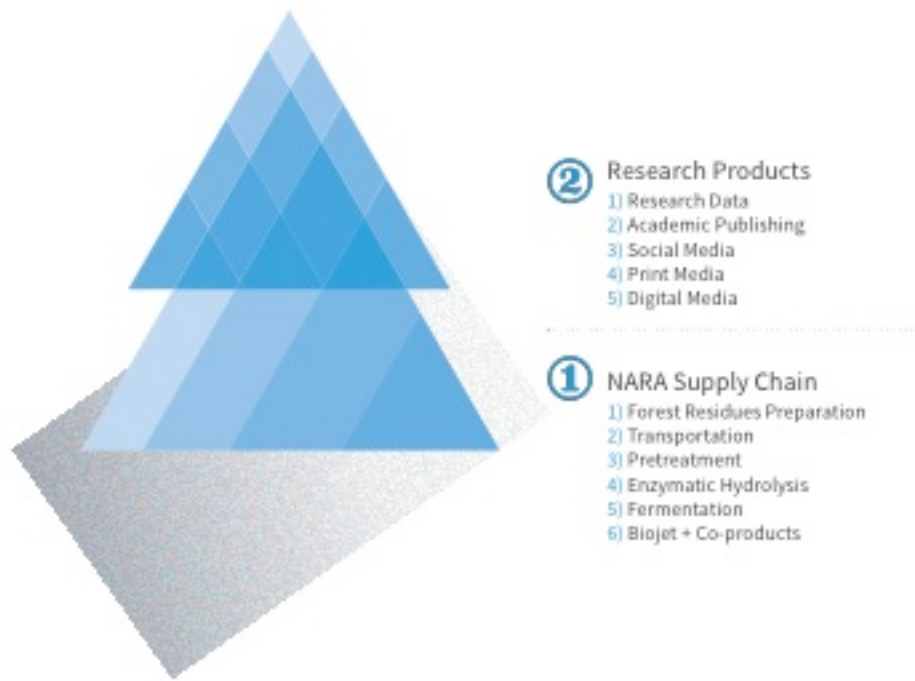 2 Research Products
1) Research Data
2) Academic Publishing
3) Social Media
4) Print Media
5) Digital Media
1 NARA Supply Chain
1) Forest Residues Preparation
2) Transportation
3) Pretreatment
4) Enzymatic Hydrolysis
5) Fermentation
6) Biojet + Co-products